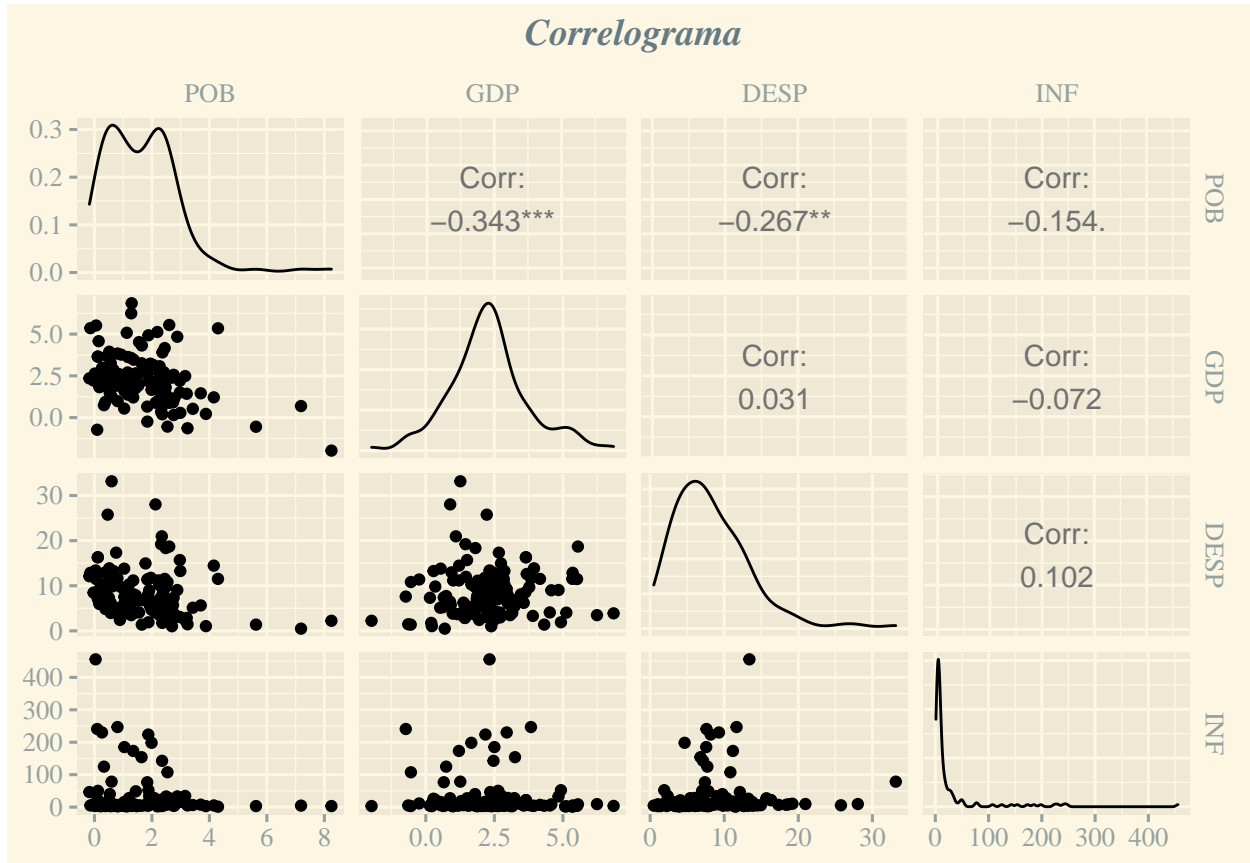 Correlograma
POB GDP DESP INF
0.3
0.2
0.1
0.0
Corr:
−0.343***
Corr:
−0.267**
Corr:
−0.154.
POB
5.0
2.5
0.0
Corr:
0.031
Corr:
−0.072
GDP
30
20
10
0
Corr:
0.102
DESP
400
300
200
100
0
INF
0 2 4 6 8 0.0 2.5 5.0 0 10 20 30 0 100 200 300 400